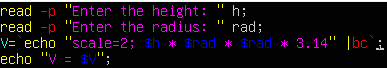 read -p "Enter the height: " h;
read -p "Enter the radius: " rad;
V=`echo "scale=2; $h * $rad * $rad * 3.14" |bc`;
echo "V = $V";